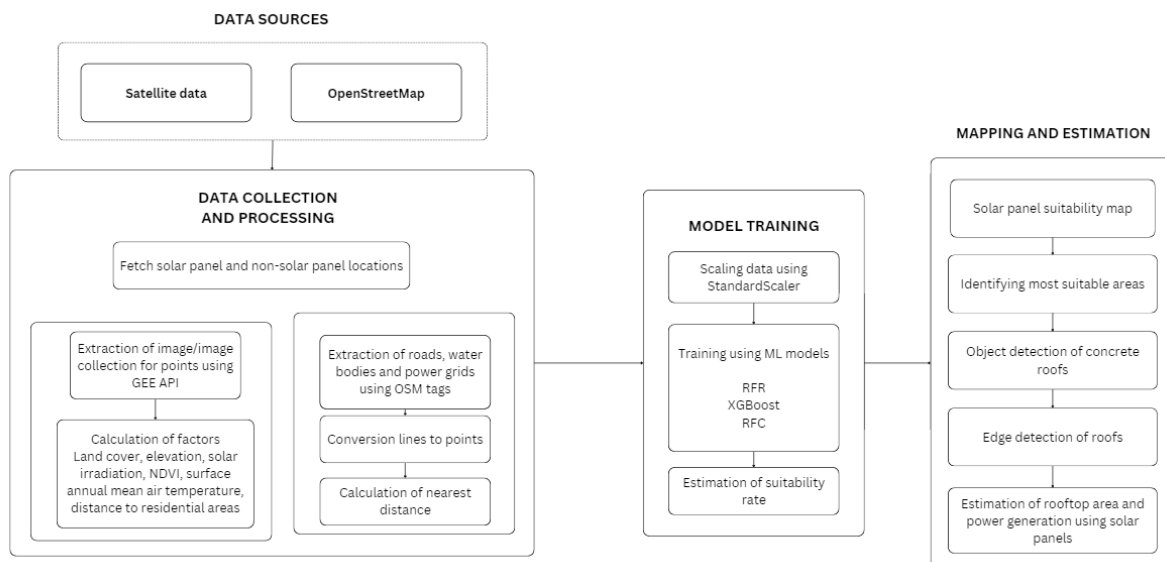 DATA SOURCES
Satellite data
OpenStreetMap
DATA COLLECTION
AND PROCESSING
Fetch solar panel and non-solar panel locations
Extraction of image/image
collection for points using
GEE API
Calculation of factors
Land cover, elevation, solar
irradiation, NDVI, surface
annual mean air temperature,
distance to residential areas
Extraction of roads, water
bodies and power grids
using OSM tags
Conversion lines to points
Calculation of nearest
distance
MODEL TRAINING
Scaling data using
StandardScaler
Training using ML models
RFR
XGBoost
RFC
Estimation of suitability
rate
MAPPING AND ESTIMATION
Solar panel suitability map
Identifying most suitable areas
Object detection of concrete
roofs
Edge detection of roofs
Estimation of rooftop area and
power generation using solar
panels